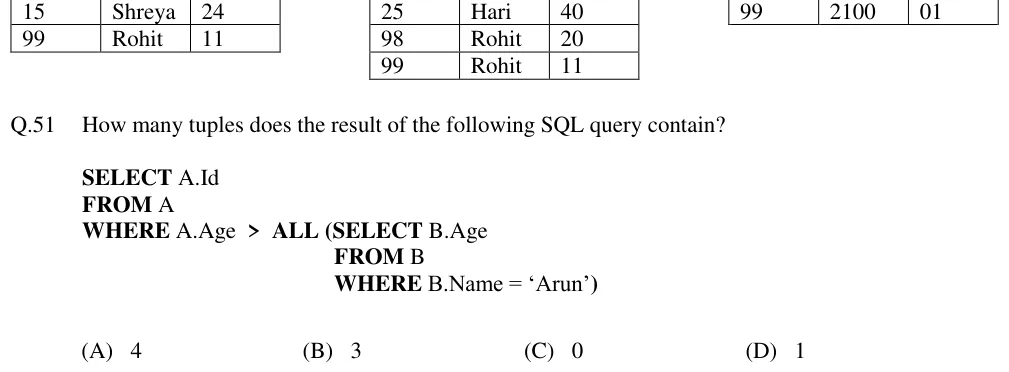 15 Shreya 24 25 Hari 40 99 2100 01
99 Rohit 11 98 Rohit 20
99 Rohit 11
Q.51 How many tuples does the result of the following SQL query contain?
SELECT A.Id
FROM A
WHERE A.Age > ALL (SELECT B.Age
FROM B
WHERE B.Name = ‘Arun’)
(A) 4 (B) 3 (C) 0 (D) 1